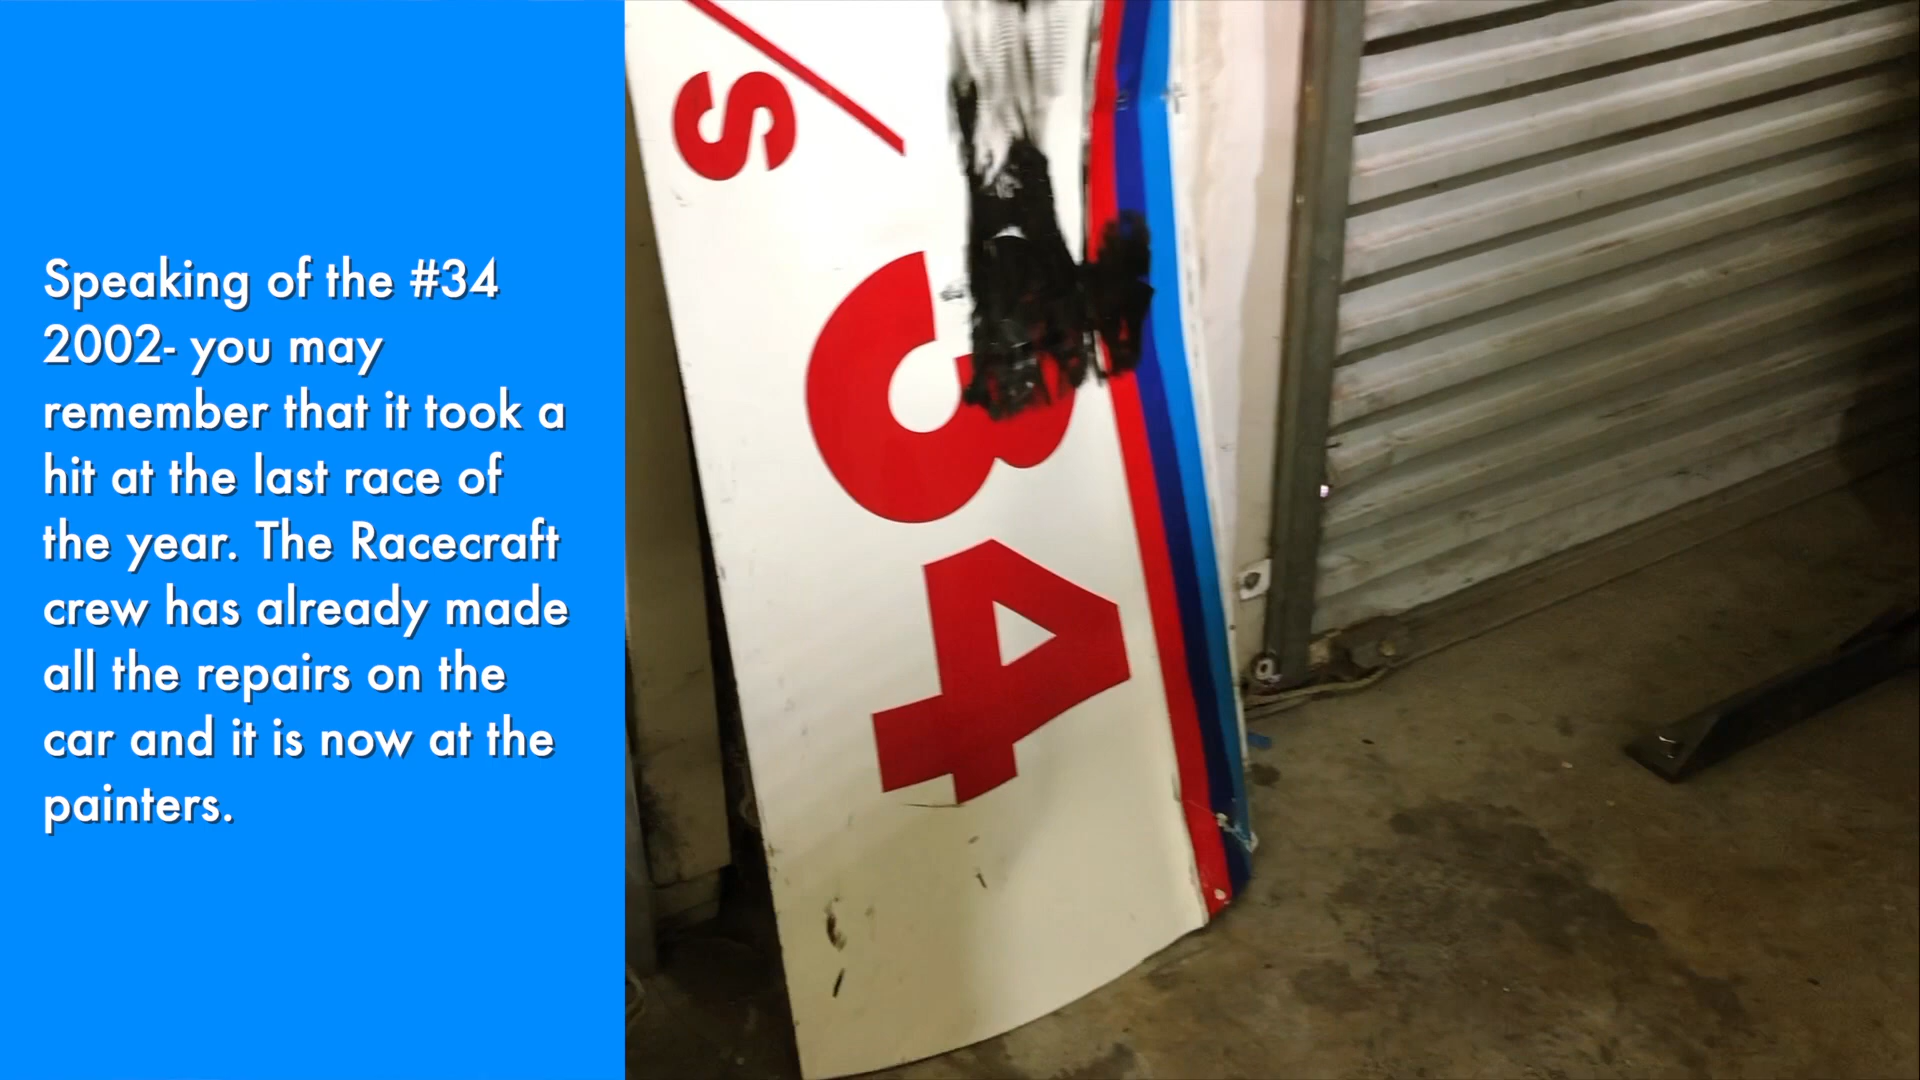 Speaking of the #34
2002- you may
remember that it took a
hit at the last race of
the year. The Racecraft
crew has already made
all the repairs on the
car and it is now at the
painters.
S
34